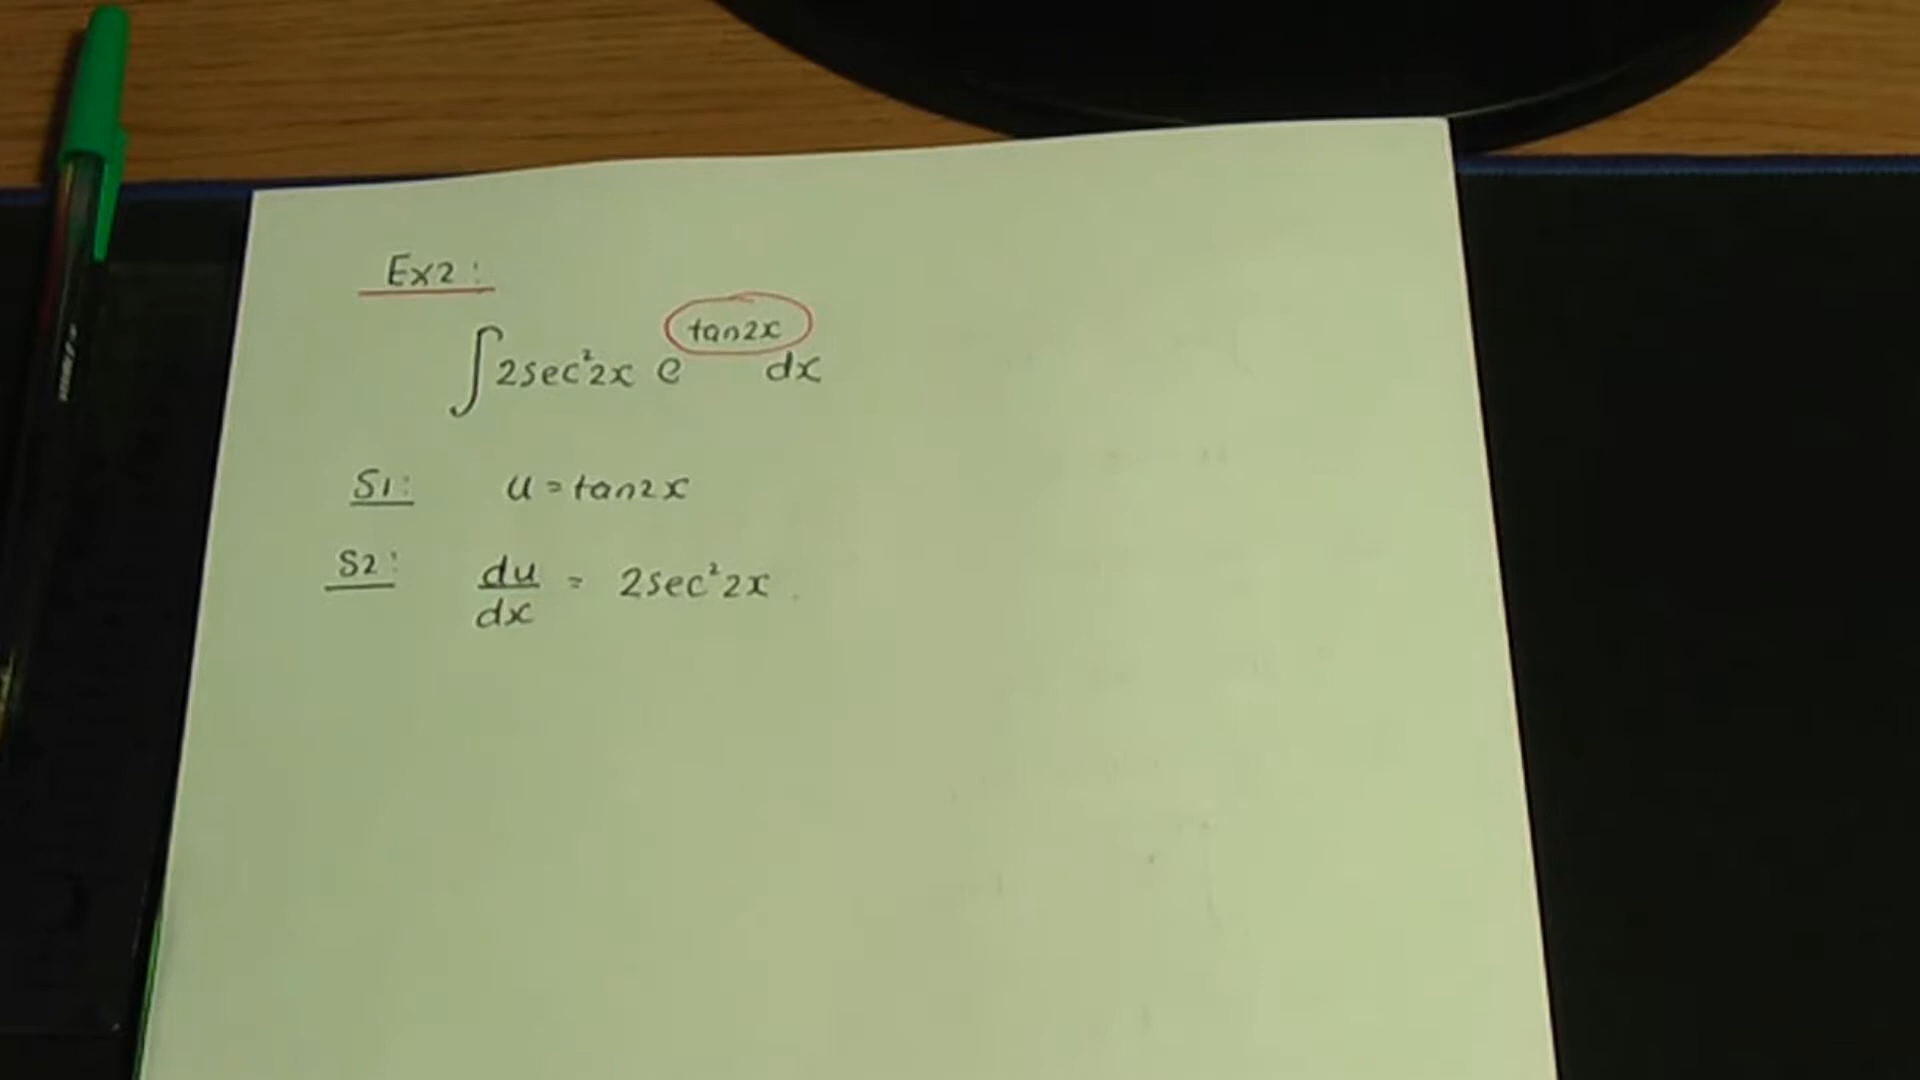 Ex2:
∫2sec²2x e^tan2x dx
S1: u = tan2x
S2: du/dx = 2sec²2x